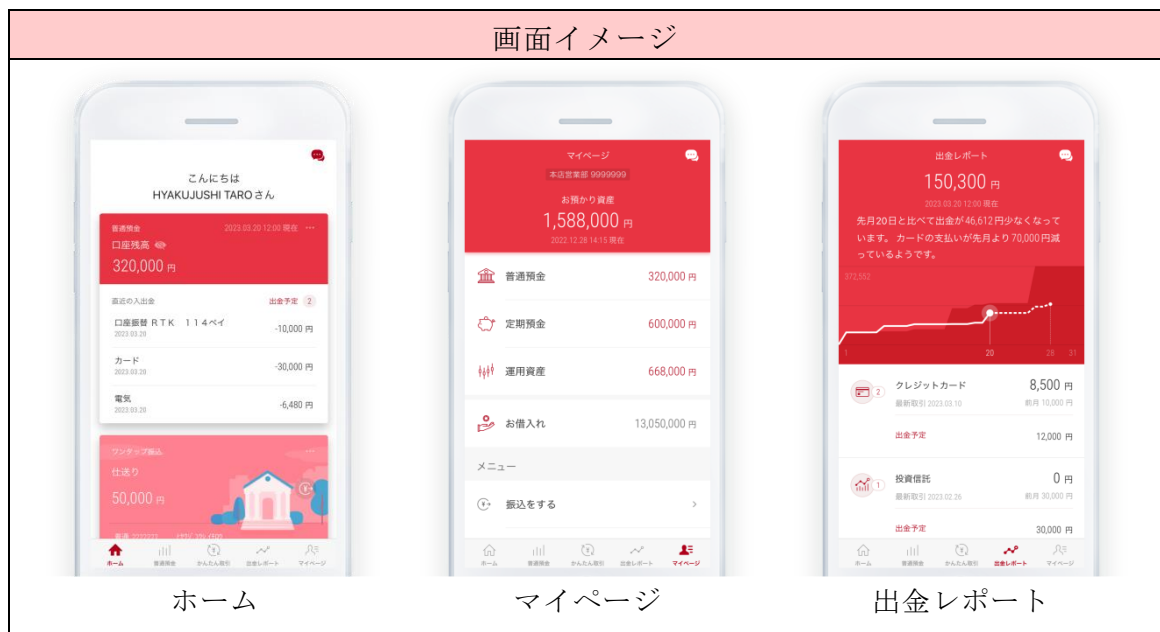 画面イメージ
こんにちは
HYAKUJUSHI TAROさん
普通預金 2023.03.20 12:00 現在 …
口座残高
320,000 円
直近の入出金 出金予定 2
口座振替 RTK 114ペイ
2023.03.20
-10,000 円
カード
2023.03.20
-30,000 円
電気
2023.03.20
-6,480 円
ワンタップ振込 …
仕送り
50,000 円
ホーム 普通預金 かんたん取引 出金レポート マイページ
ホーム
マイページ
本店営業部 9999999
お預かり資産
1,588,000 円
2022.12.28 14:15 現在
普通預金 320,000 円
定期預金 600,000 円
運用資産 668,000 円
お借入れ 13,050,000 円
メニュー
振込をする
ホーム 普通預金 かんたん取引 出金レポート マイページ
マイページ
出金レポート
150,300 円
2023.03.20 12:00 現在
先月20日と比べて出金が46,612円少なくなって
います。カードの支払いが先月より70,000円減
っているようです。
372,552
1 20 28 31
2 クレジットカード 8,500 円
最新取引 2023.03.10 前月 10,000 円
出金予定 12,000 円
1 投資信託 0 円
最新取引 2023.02.26 前月 30,000 円
出金予定 30,000 円
ホーム 普通預金 かんたん取引 出金レポート マイページ
出金レポート